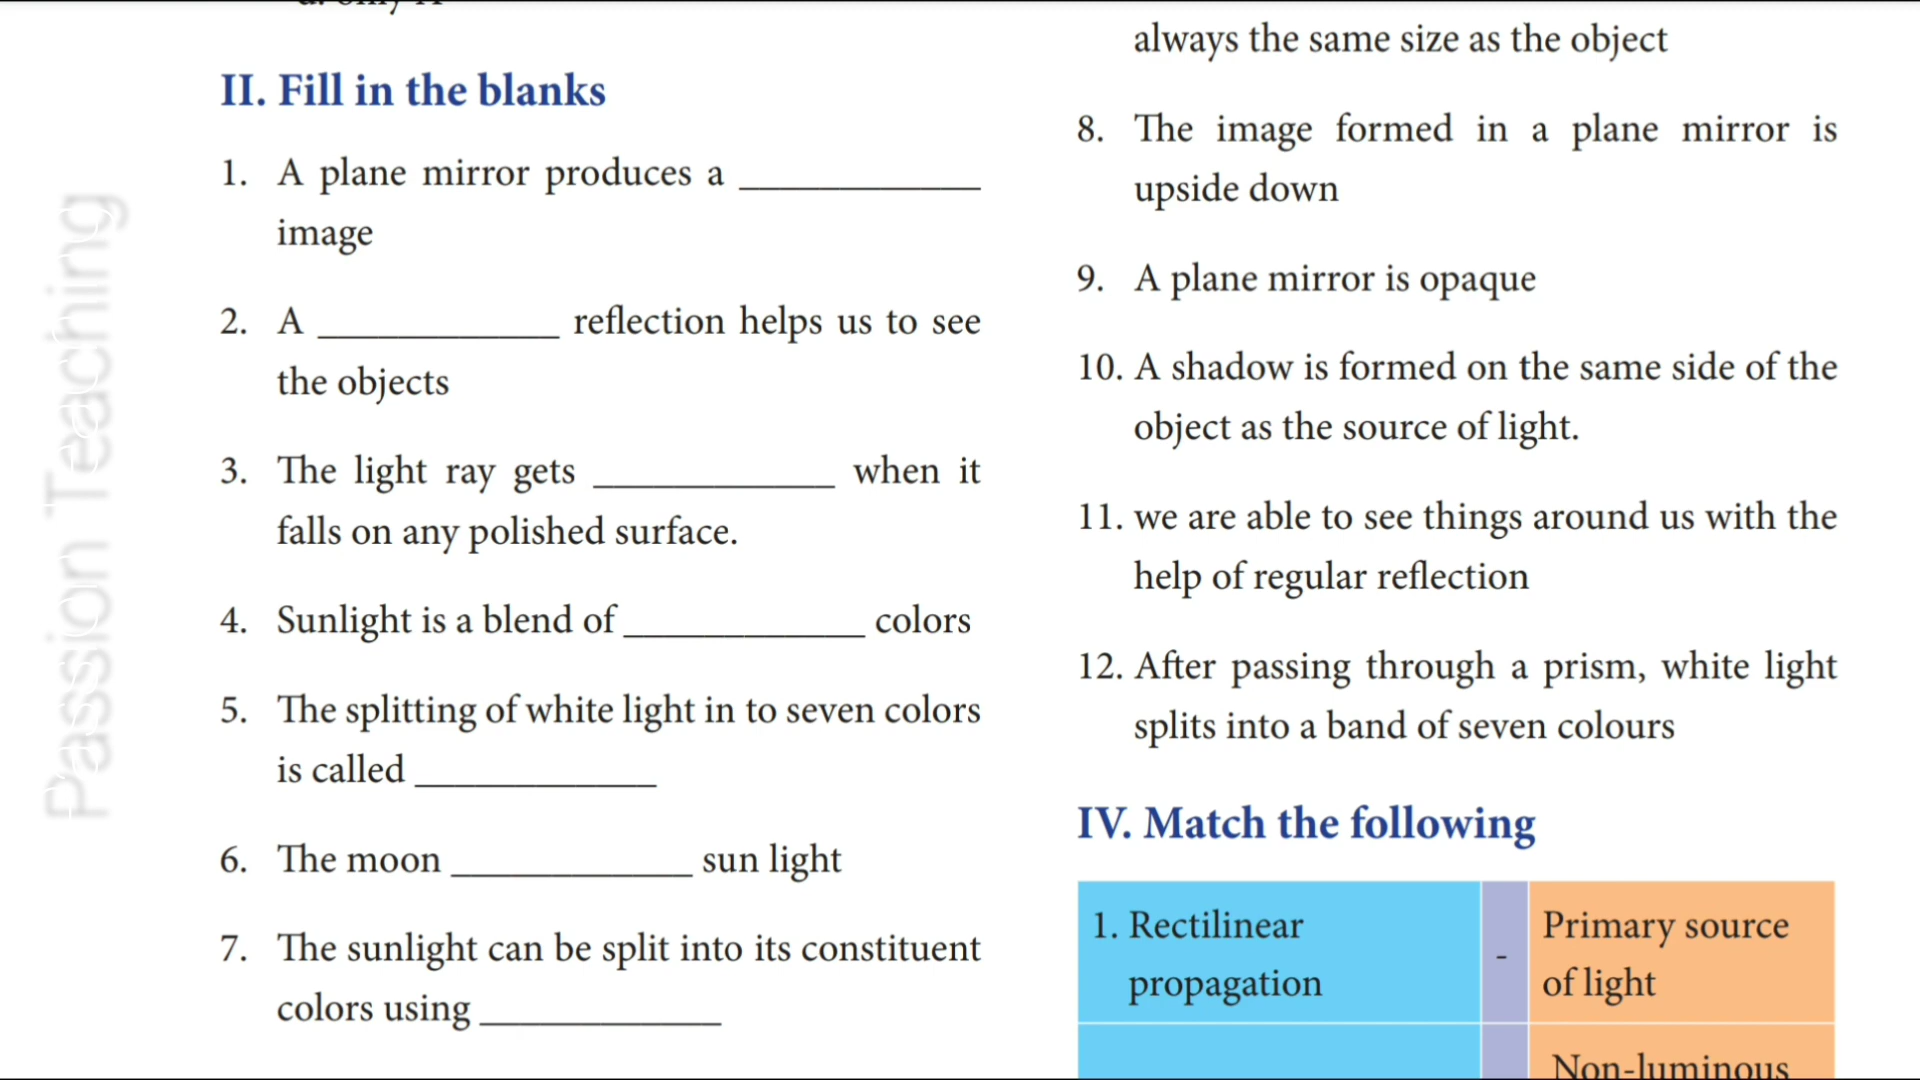 II. Fill in the blanks
1. A plane mirror produces a ____________
image
2. A ____________ reflection helps us to see
the objects
3. The light ray gets ____________ when it
falls on any polished surface.
4. Sunlight is a blend of ____________ colors
5. The splitting of white light in to seven colors
is called ____________
6. The moon ____________ sun light
7. The sunlight can be split into its constituent
colors using ____________
always the same size as the object
8. The image formed in a plane mirror is
upside down
9. A plane mirror is opaque
10. A shadow is formed on the same side of the
object as the source of light.
11. we are able to see things around us with the
help of regular reflection
12. After passing through a prism, white light
splits into a band of seven colours
IV. Match the following
1. Rectilinear
propagation
-
Primary source
of light
Non-luminous
Passion Teaching